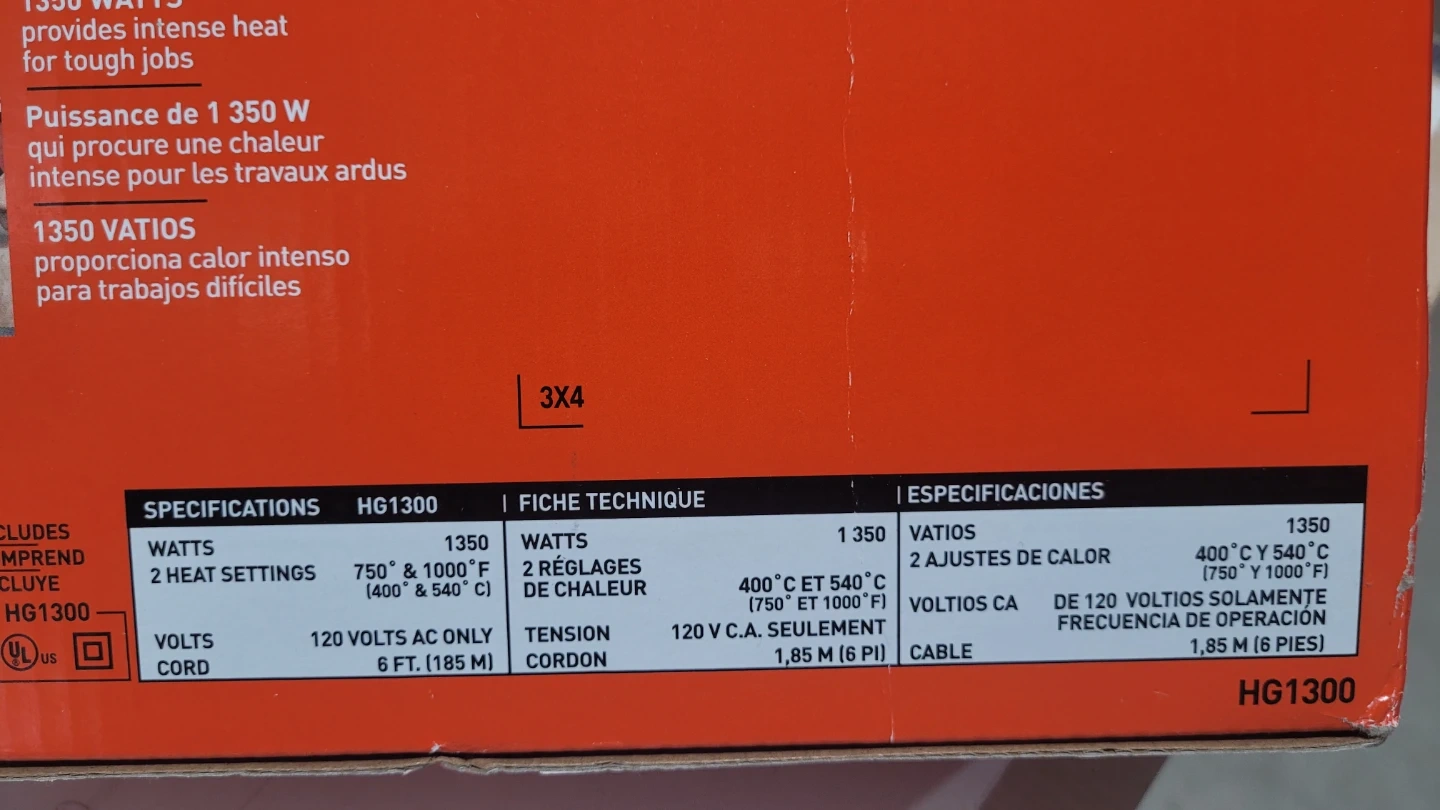 1350 WATTS
provides intense heat
for tough jobs
Puissance de 1 350 W
qui procure une chaleur
intense pour les travaux ardus
1350 VATIOS
proporciona calor intenso
para trabajos difíciles
3X4
HG1300
UL US
SPECIFICATIONS HG1300
WATTS 1350
2 HEAT SETTINGS 750° & 1000°F
(400° & 540° C)
VOLTS 120 VOLTS AC ONLY
CORD 6 FT. (185 M)
FICHE TECHNIQUE
WATTS 1 350
2 RÉGLAGES
DE CHALEUR 400°C ET 540°C
(750° ET 1000°F)
TENSION 120 V C.A. SEULEMENT
CORDON 1,85 M (6 PI)
ESPECIFICACIONES
VATIOS 1350
2 AJUSTES DE CALOR 400°C Y 540°C
(750° Y 1000°F)
VOLTIOS CA DE 120 VOLTIOS SOLAMENTE
FRECUENCIA DE OPERACIÓN
CABLE 1,85 M (6 PIES)
HG1300